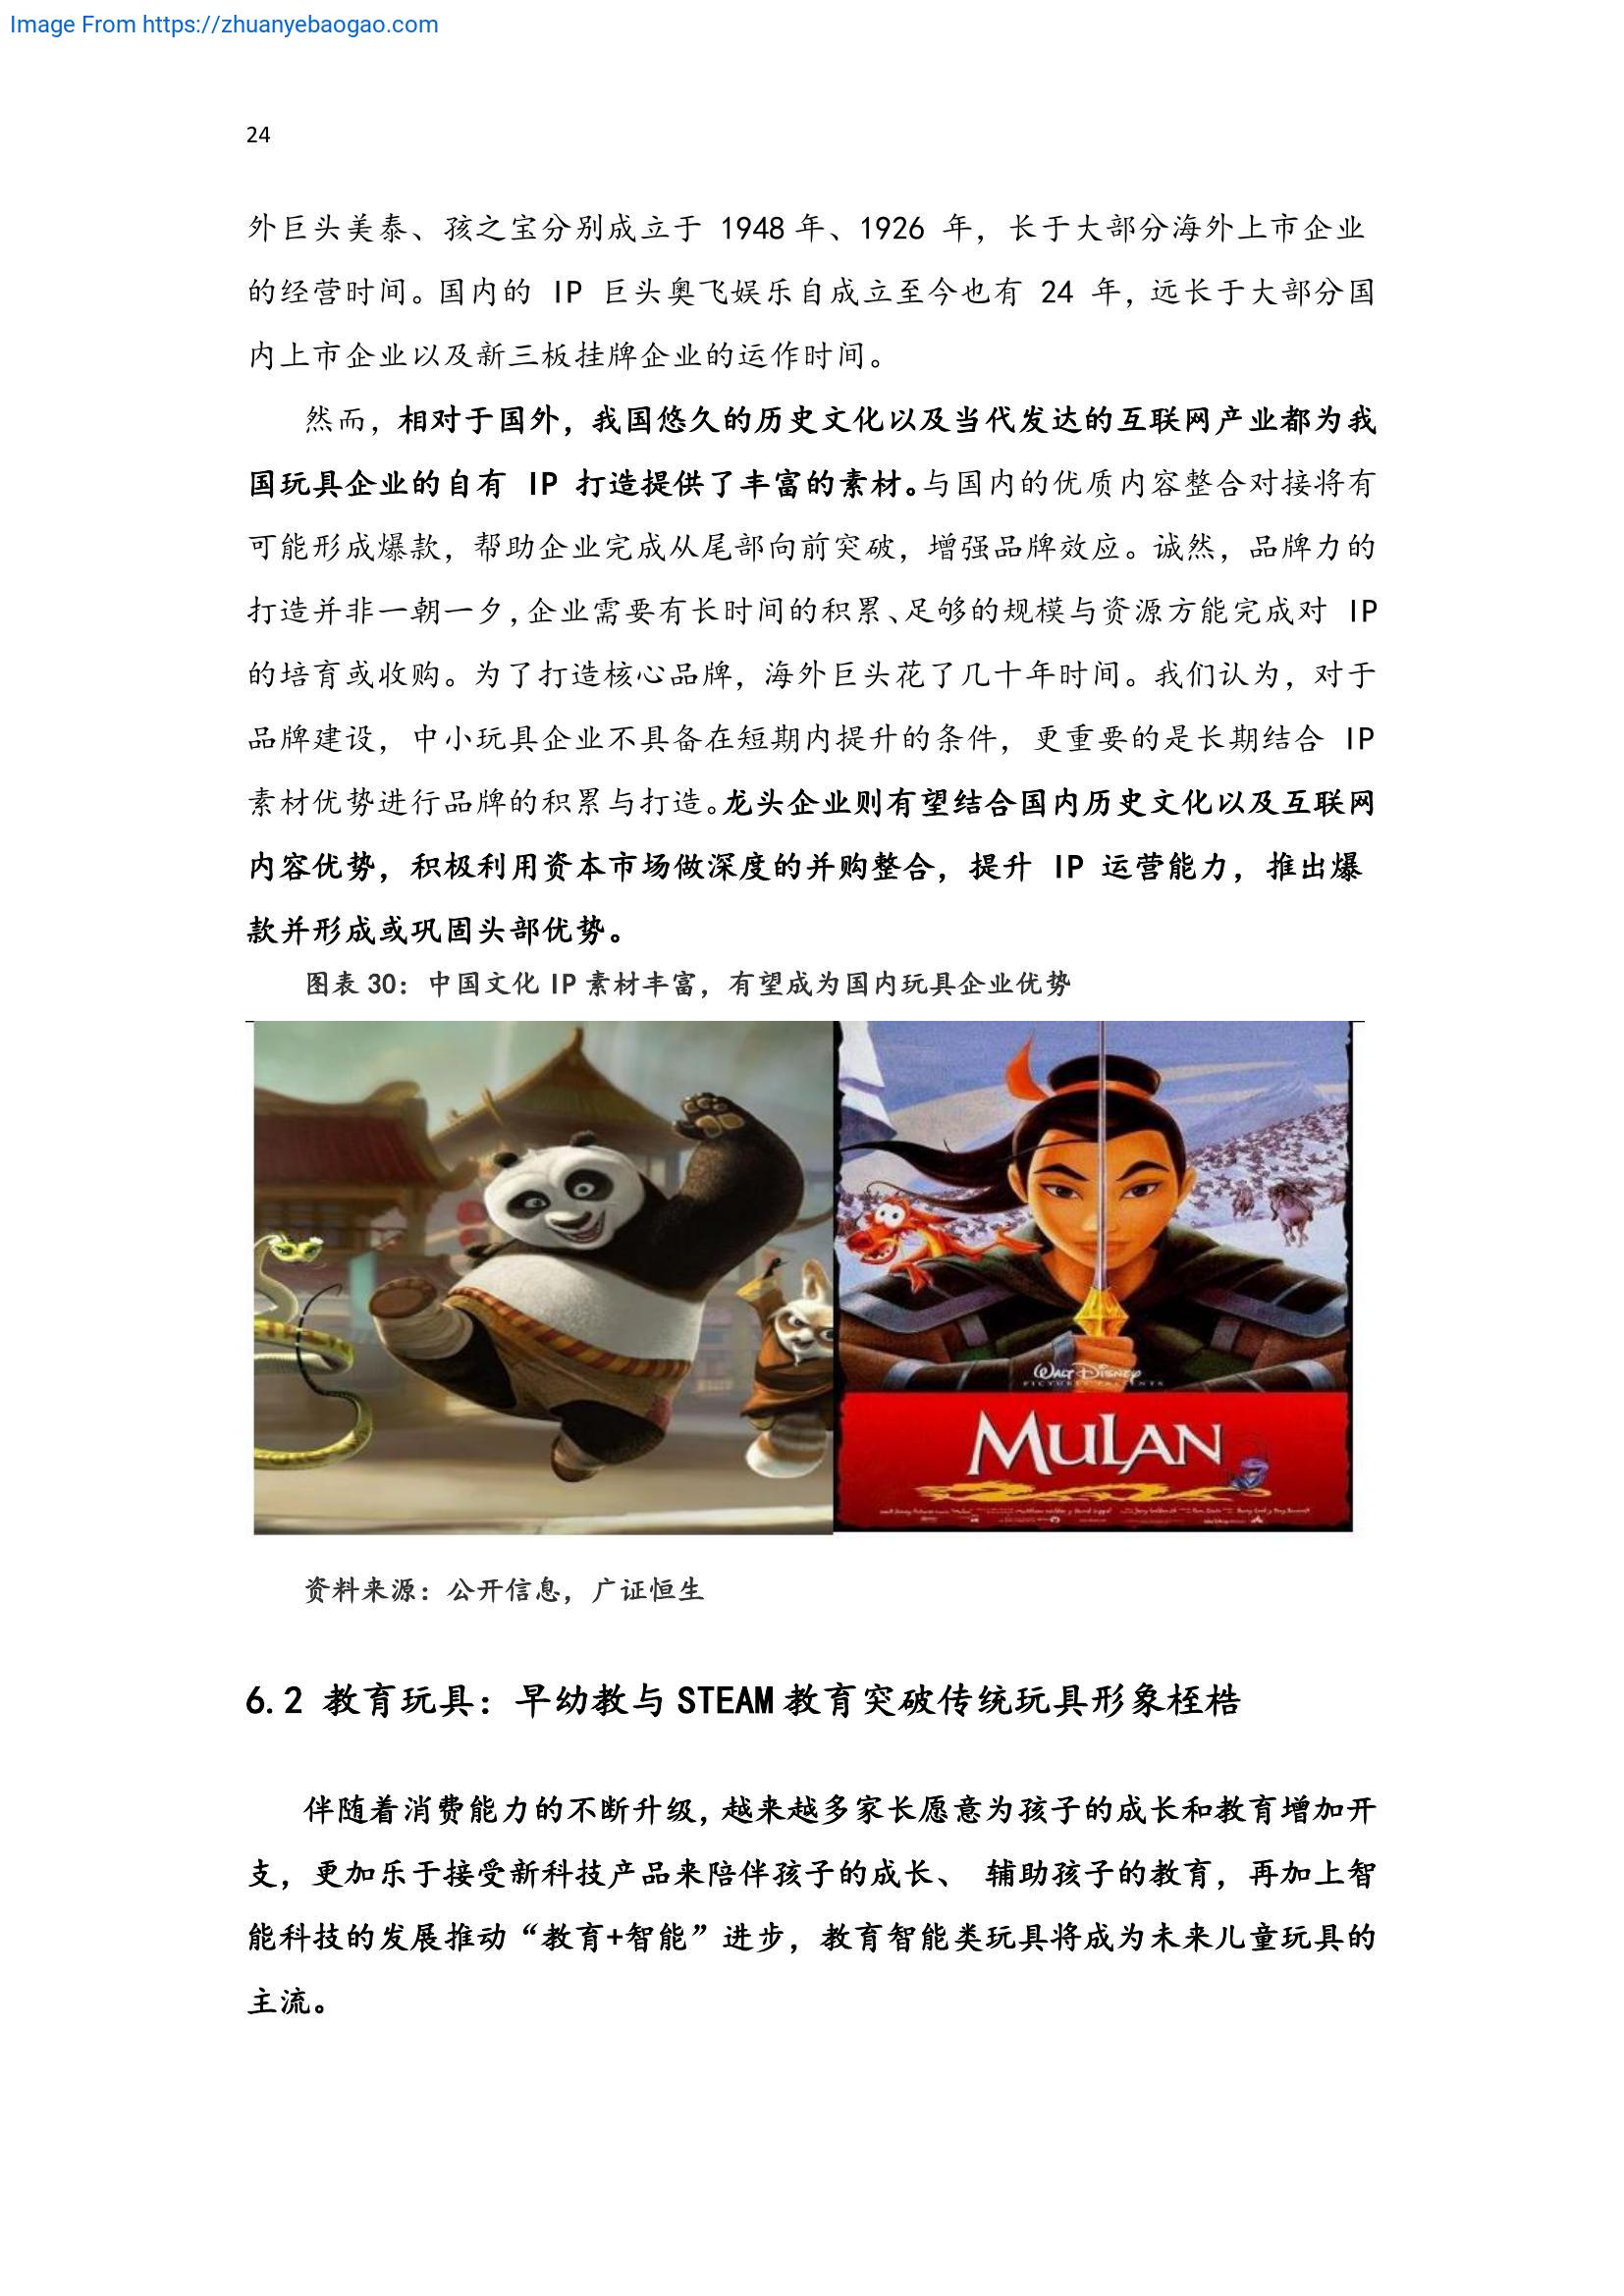 Image From https://zhuanyebaogao.com
24
外巨头美泰、孩之宝分别成立于 1948 年、1926 年，长于大部分海外上市企业
的经营时间。国内的 IP 巨头奥飞娱乐自成立至今也有 24 年，远长于大部分国
内上市企业以及新三板挂牌企业的运作时间。
然而，相对于国外，我国悠久的历史文化以及当代发达的互联网产业都为我
国玩具企业的自有 IP 打造提供了丰富的素材。与国内的优质内容整合对接将有
可能形成爆款，帮助企业完成从尾部向前突破，增强品牌效应。诚然，品牌力的
打造并非一朝一夕，企业需要有长时间的积累、足够的规模与资源方能完成对 IP
的培育或收购。为了打造核心品牌，海外巨头花了几十年时间。我们认为，对于
品牌建设，中小玩具企业不具备在短期内提升的条件，更重要的是长期结合 IP
素材优势进行品牌的积累与打造。龙头企业则有望结合国内历史文化以及互联网
内容优势，积极利用资本市场做深度的并购整合，提升 IP 运营能力，推出爆
款并形成或巩固头部优势。
图表 30：中国文化 IP 素材丰富，有望成为国内玩具企业优势
WALT DISNEY
PICTURES PRESENTS
MULAN
资料来源：公开信息，广证恒生
6.2 教育玩具：早幼教与 STEAM 教育突破传统玩具形象桎梏
伴随着消费能力的不断升级，越来越多家长愿意为孩子的成长和教育增加开
支，更加乐于接受新科技产品来陪伴孩子的成长、 辅助孩子的教育，再加上智
能科技的发展推动“教育+智能”进步，教育智能类玩具将成为未来儿童玩具的
主流。